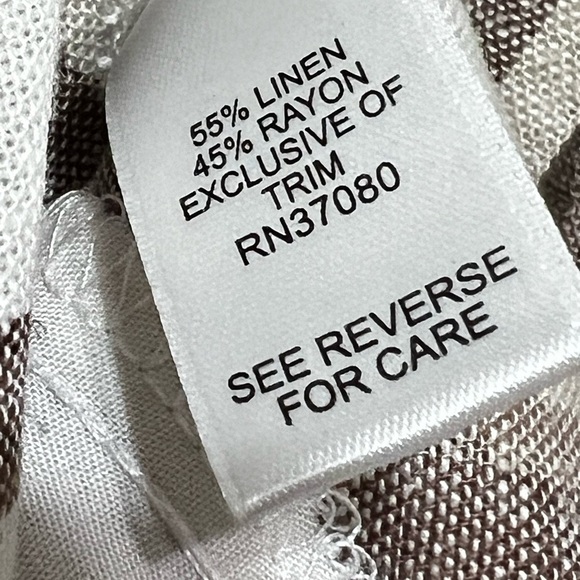 55% LINEN
45% RAYON
EXCLUSIVE OF
TRIM
RN37080
SEE REVERSE
FOR CARE